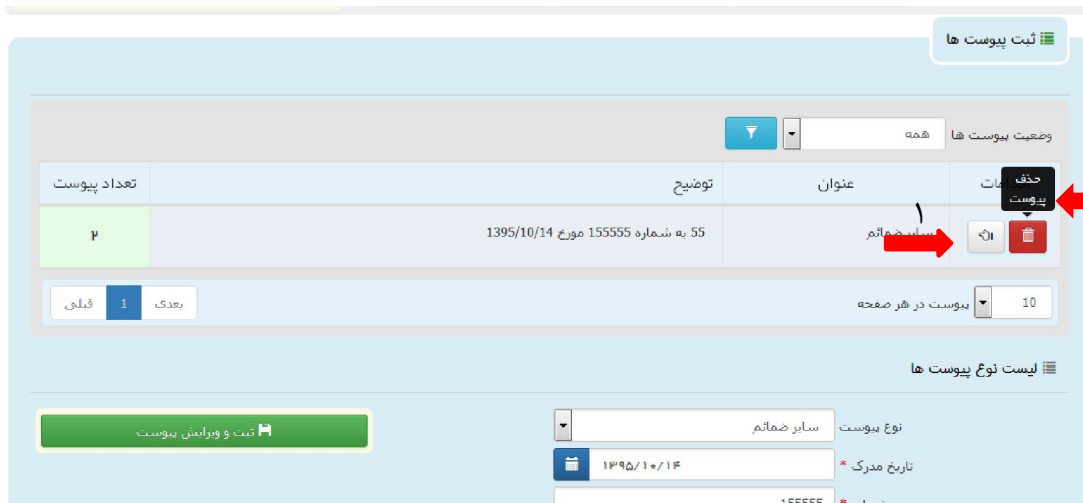 ثبت پیوست ها
وضعیت پیوست ها همه
حذف
پیوست
عنوان توضیح تعداد پیوست
۱
سایر ضمائم 55 به شماره 155555 مورخ 1395/10/14 ۲
10 پیوست در هر صفحه بعدی 1 قبلی
لیست نوع پیوست ها
نوع پیوست سایر ضمائم ثبت و ویرایش پیوست
تاریخ مدرک * ۱۳۹۵/۱۰/۱۴
155555